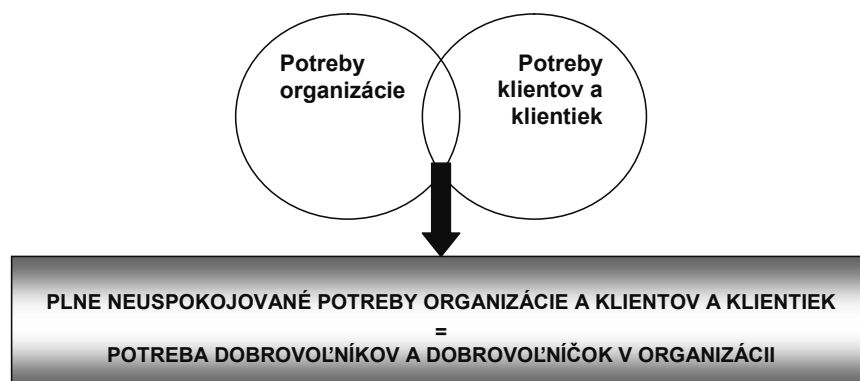 Potreby
organizácie
Potreby
klientov a
klientiek
PLNE NEUSPOKOJOVANÉ POTREBY ORGANIZÁCIE A KLIENTOV A KLIENTIEK
=
POTREBA DOBROVOĽNÍKOV A DOBROVOĽNÍČOK V ORGANIZÁCII